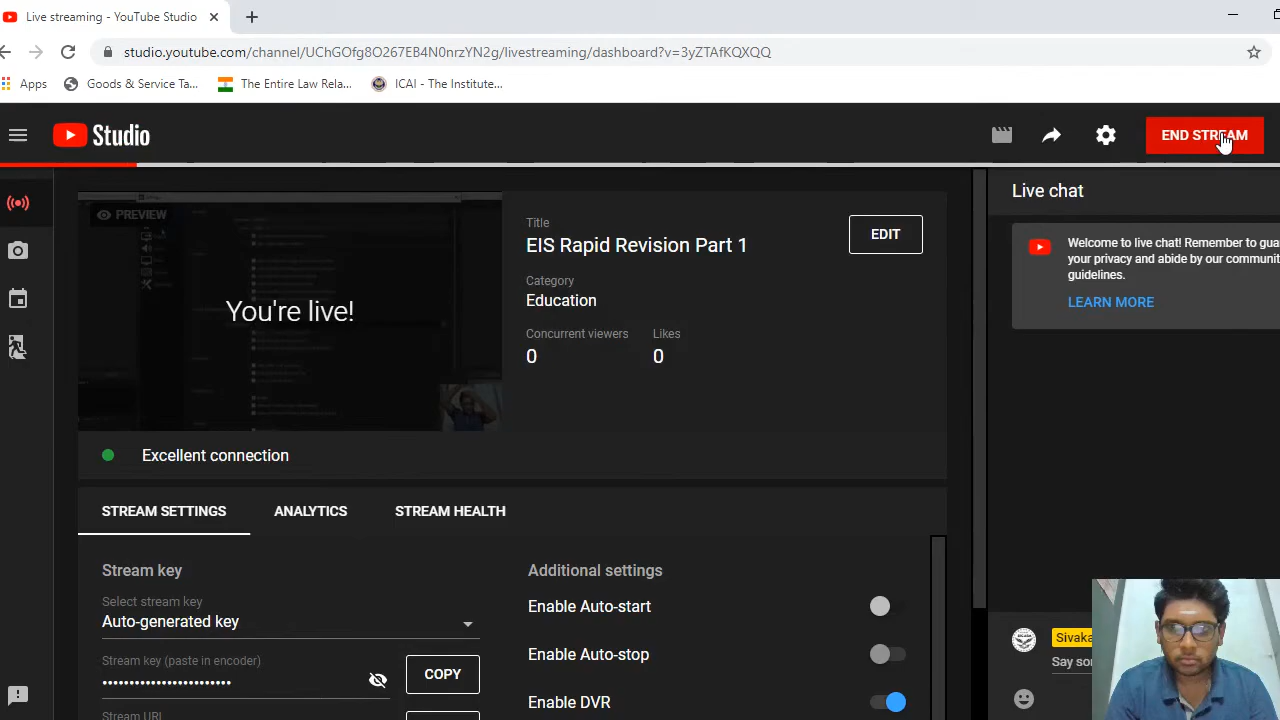 Live streaming - YouTube Studio
studio.youtube.com/channel/UChGOfg8O267EB4N0nrzYN2g/livestreaming/dashboard?v=3yZTAfKQXQQ
Apps
Goods & Service Ta...
The Entire Law Rela...
ICAI - The Institute...
Studio
END STREAM
PREVIEW
You're live!
Title
EIS Rapid Revision Part 1
EDIT
Category
Education
Concurrent viewers
Likes
0
0
Excellent connection
STREAM SETTINGS
ANALYTICS
STREAM HEALTH
Stream key
Select stream key
Auto-generated key
Stream key (paste in encoder)
••••••••••••••••••••••••
COPY
Stream URL
Additional settings
Enable Auto-start
Enable Auto-stop
Enable DVR
Live chat
Welcome to live chat! Remember to gua
your privacy and abide by our communit
guidelines.
LEARN MORE
Sivaka
Say so